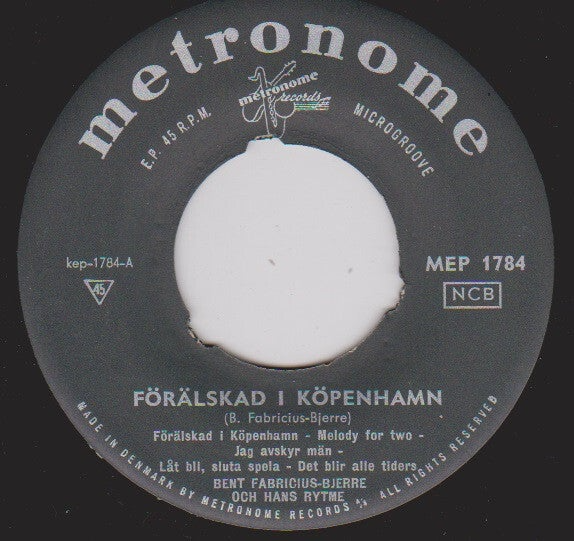 metronome
metronome
records
E.P. 45 R.P.M.
MICROGROOVE
kep-1784-A
45
MEP 1784
NCB
FÖRÄLSKAD I KÖPENHAMN
(B. Fabricius-Bjerre)
Förälskad i Köpenhamn - Melody for two -
Jag avskyr män -
Låt bli, sluta spela - Det blir alle tiders
BENT FABRICIUS-BJERRE
OCH HANS RYTME
MADE IN DENMARK BY METRONOME RECORDS A/S ALL RIGHTS RESERVED